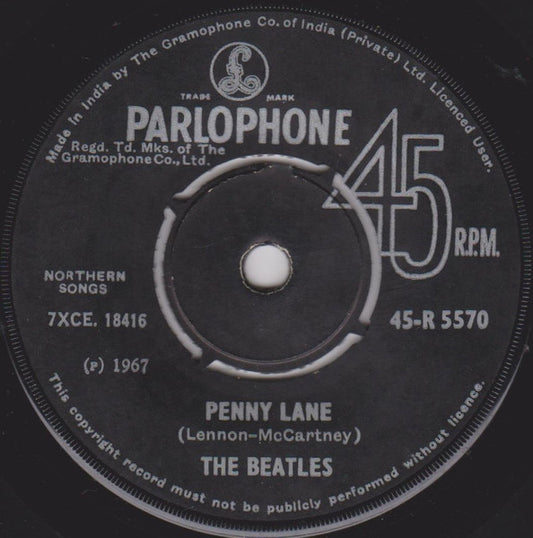 Made in India by The Gramophone Co. of India (Private) Ltd. Licenced User.
£
TRADE MARK
PARLOPHONE
Regd. Td. Mks. of The
Gramophone Co., Ltd.
45
R.P.M.
NORTHERN
SONGS
7XCE. 18416
45-R 5570
(P) 1967
PENNY LANE
(Lennon-McCartney)
THE BEATLES
This copyright record must not be publicly performed without licence.